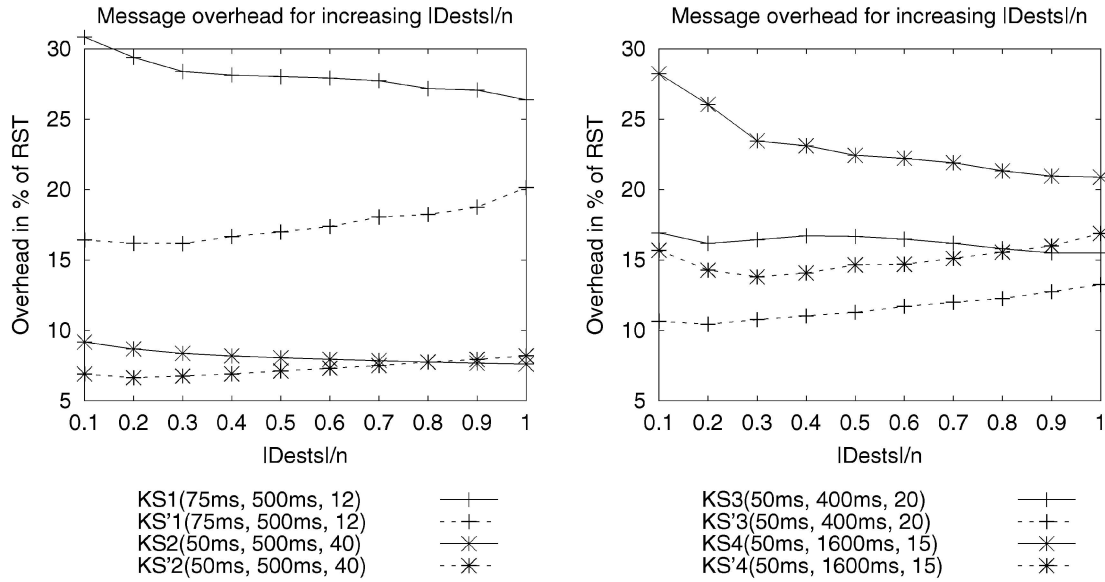 Message overhead for increasing |Dests|/n
30
25
20
15
10
5
Overhead in % of RST
0.1 0.2 0.3 0.4 0.5 0.6 0.7 0.8 0.9 1
|Dests|/n
KS1(75ms, 500ms, 12)
KS'1(75ms, 500ms, 12)
KS2(50ms, 500ms, 40)
KS'2(50ms, 500ms, 40)
Message overhead for increasing |Dests|/n
30
25
20
15
10
5
Overhead in % of RST
0.1 0.2 0.3 0.4 0.5 0.6 0.7 0.8 0.9 1
|Dests|/n
KS3(50ms, 400ms, 20)
KS'3(50ms, 400ms, 20)
KS4(50ms, 1600ms, 15)
KS'4(50ms, 1600ms, 15)